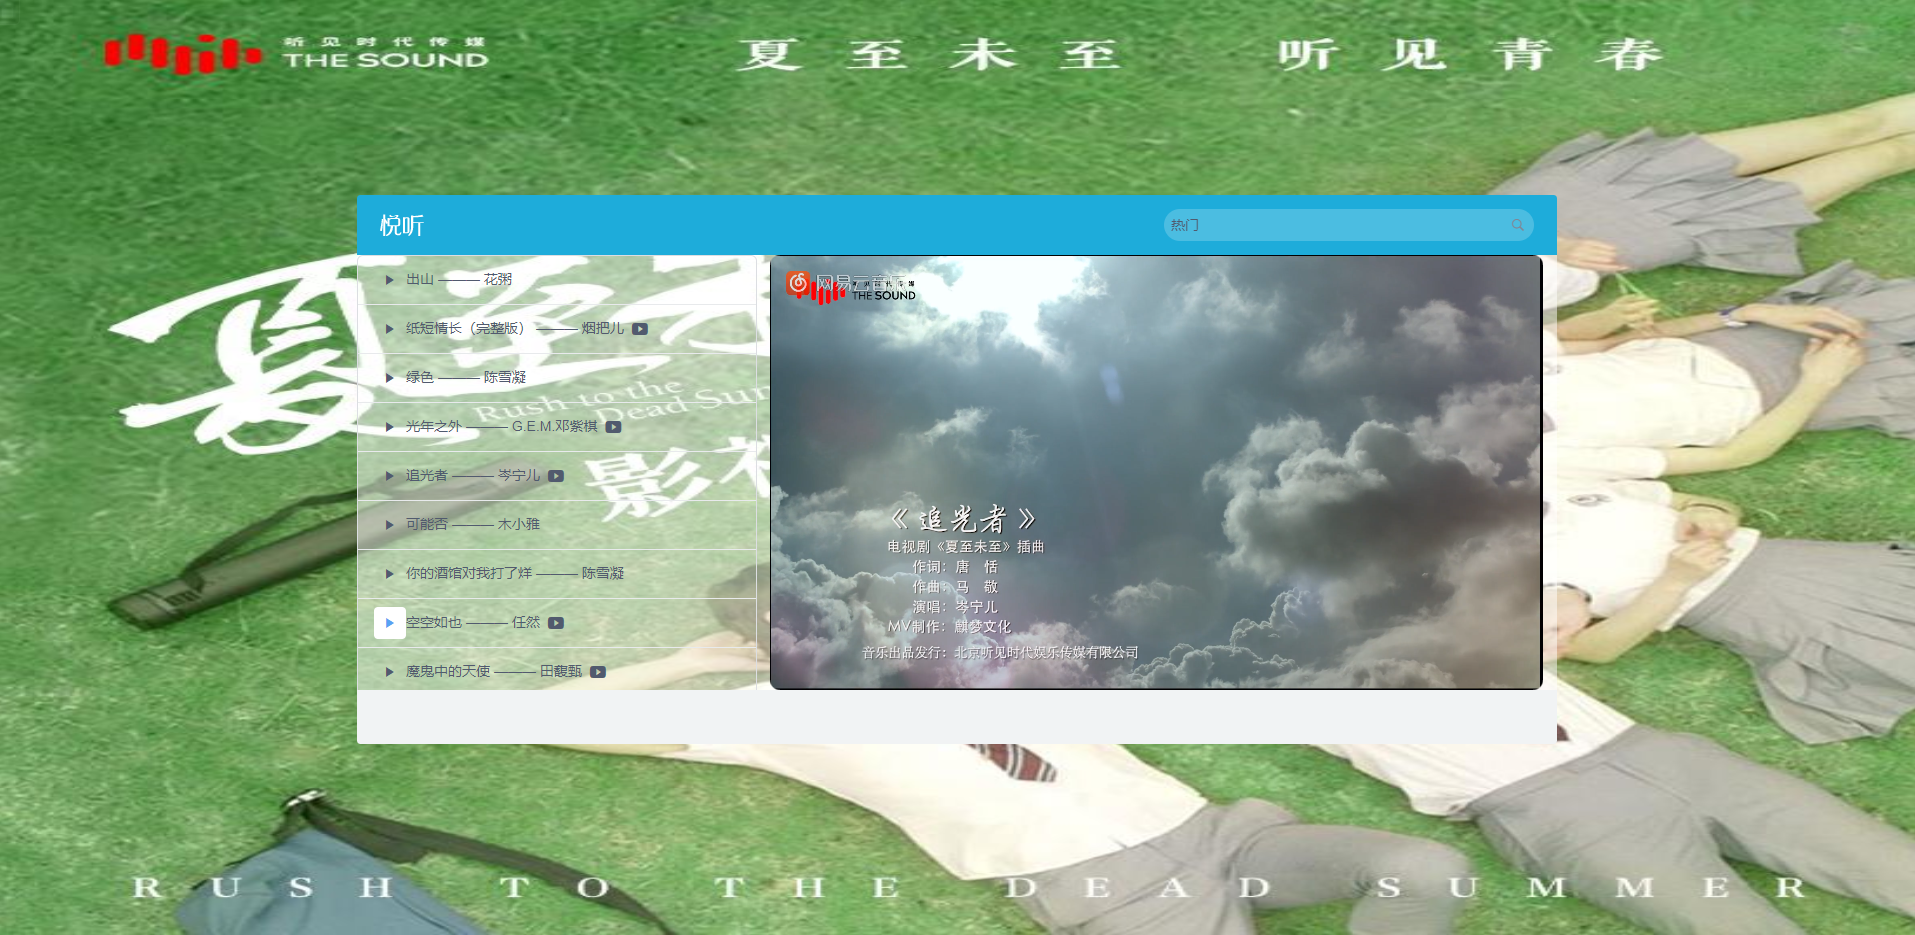 听见时代传媒
THE SOUND
夏至未至 听见青春
悦听
热门
出山 ——— 花粥
纸短情长（完整版） ——— 烟把儿
绿色 ——— 陈雪凝
光年之外 ——— G.E.M.邓紫棋
追光者 ——— 岑宁儿
可能否 ——— 木小雅
你的酒馆对我打了烊 ——— 陈雪凝
空空如也 ——— 任然
魔鬼中的天使 ——— 田馥甄
夏至未
Rush to the
Dead Sum
影
网易云音乐
THE SOUND
《追光者》
电视剧《夏至未至》插曲
作词：唐 恬
作曲：马 敬
演唱：岑宁儿
MV制作：麒梦文化
音乐出品发行：北京听见时代娱乐传媒有限公司
RUSH TO THE DEAD SUMMER